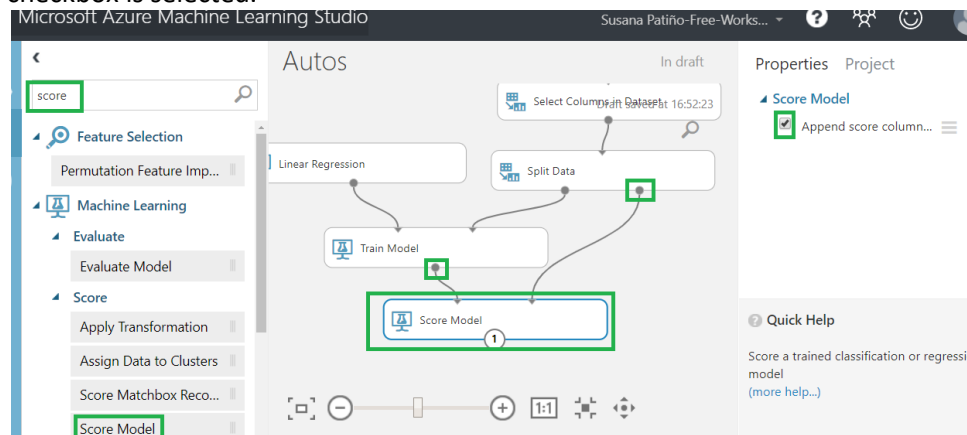 checkbox is selected.
Microsoft Azure Machine Learning Studio
Susana Patiño-Free-Works...
?
‹
score
Feature Selection
Permutation Feature Imp...
Machine Learning
Evaluate
Evaluate Model
Score
Apply Transformation
Assign Data to Clusters
Score Matchbox Reco...
Score Model
Autos
In draft
Select Columns in Dataset
Draft saved at 16:52:23
Linear Regression
Split Data
Train Model
Score Model
1
1:1
Properties Project
Score Model
Append score column...
? Quick Help
Score a trained classification or regressi
model
(more help...)